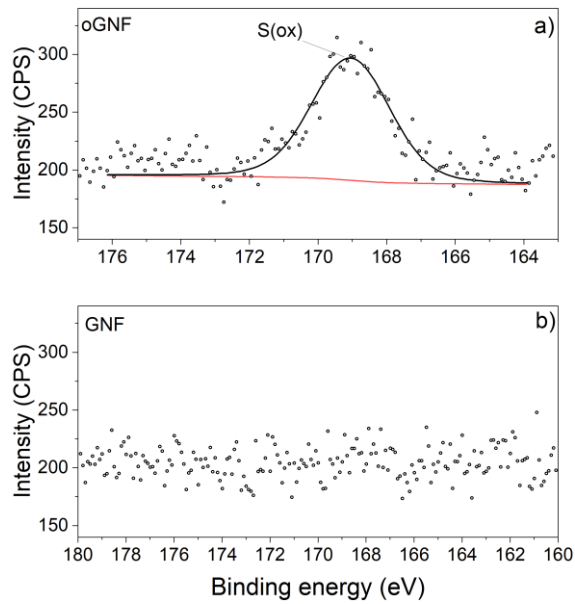 oGNF
a)
S(ox)
Intensity (CPS)
300
250
200
150
176 174 172 170 168 166 164
GNF
b)
Intensity (CPS)
300
250
200
150
180 178 176 174 172 170 168 166 164 162 160
Binding energy (eV)